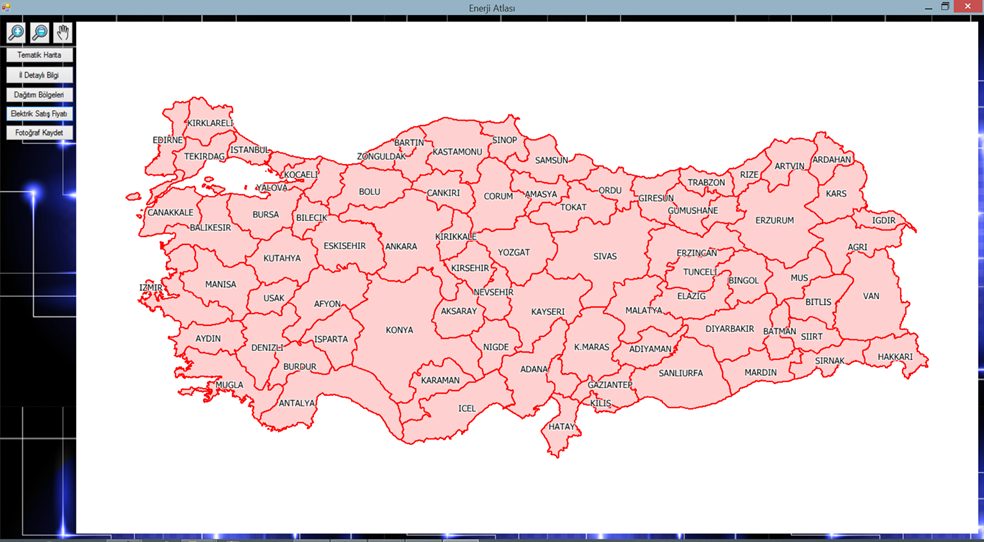 Enerji Atlası
Tematik Harita
İl Detaylı Bilgi
Dağıtım Bölgeleri
Elektrik Satış Fiyatı
Fotoğraf Kaydet
KIRKLARELI
EDIRNE
TEKIRDAG
ISTANBUL
KOCAELI
YALOVA
ZONGULDAK
BARTIN
KASTAMONU
SINOP
SAMSUN
ARTVIN
ARDAHAN
RIZE
TRABZON
ORDU
GIRESUN
GUMUSHANE
KARS
IGDIR
CANAKKALE
BALIKESIR
BURSA
BILECIK
BOLU
CANKIRI
CORUM
AMASYA
TOKAT
ERZURUM
AGRI
KUTAHYA
ESKISEHIR
ANKARA
KIRIKKALE
YOZGAT
SIVAS
ERZINCAN
TUNCELI
BINGOL
MUS
KIRSEHIR
IZMIR
MANISA
USAK
AFYON
NEVSEHIR
AKSARAY
KAYSERI
MALATYA
ELAZIG
BITLIS
VAN
AYDIN
DENIZLI
ISPARTA
KONYA
NIGDE
K.MARAS
ADIYAMAN
DIYARBAKIR
BATMAN
SIIRT
SIRNAK
HAKKARI
MUGLA
BURDUR
ANTALYA
KARAMAN
ICEL
ADANA
GAZIANTEP
KILIS
SANLIURFA
MARDIN
HATAY